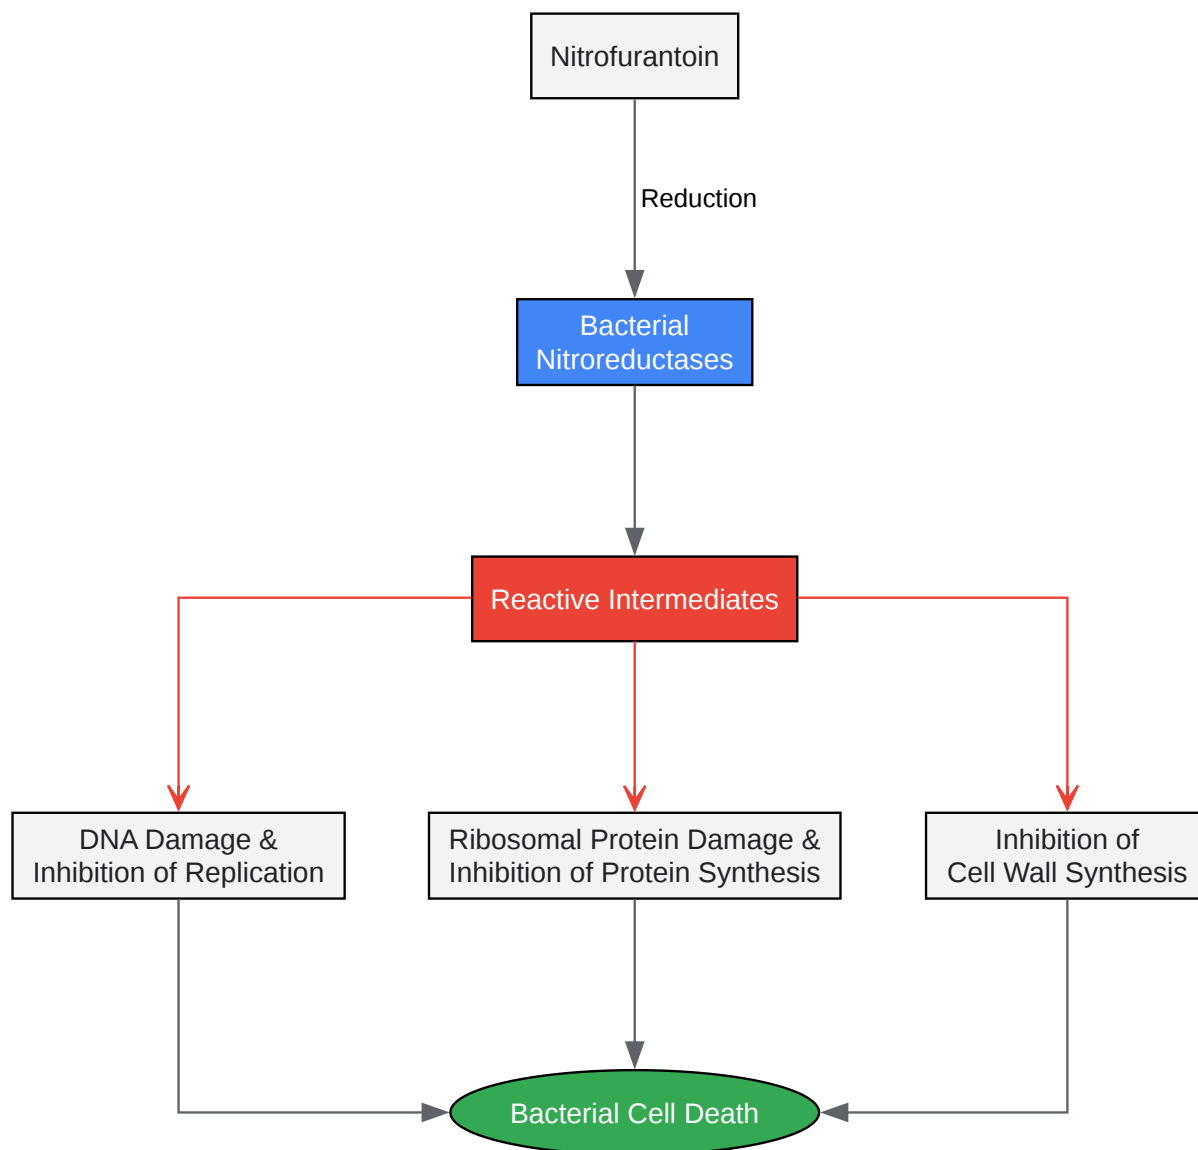 Nitrofurantoin
Reduction
Bacterial
Nitroreductases
Reactive Intermediates
DNA Damage &
Inhibition of Replication
Ribosomal Protein Damage &
Inhibition of Protein Synthesis
Inhibition of
Cell Wall Synthesis
Bacterial Cell Death